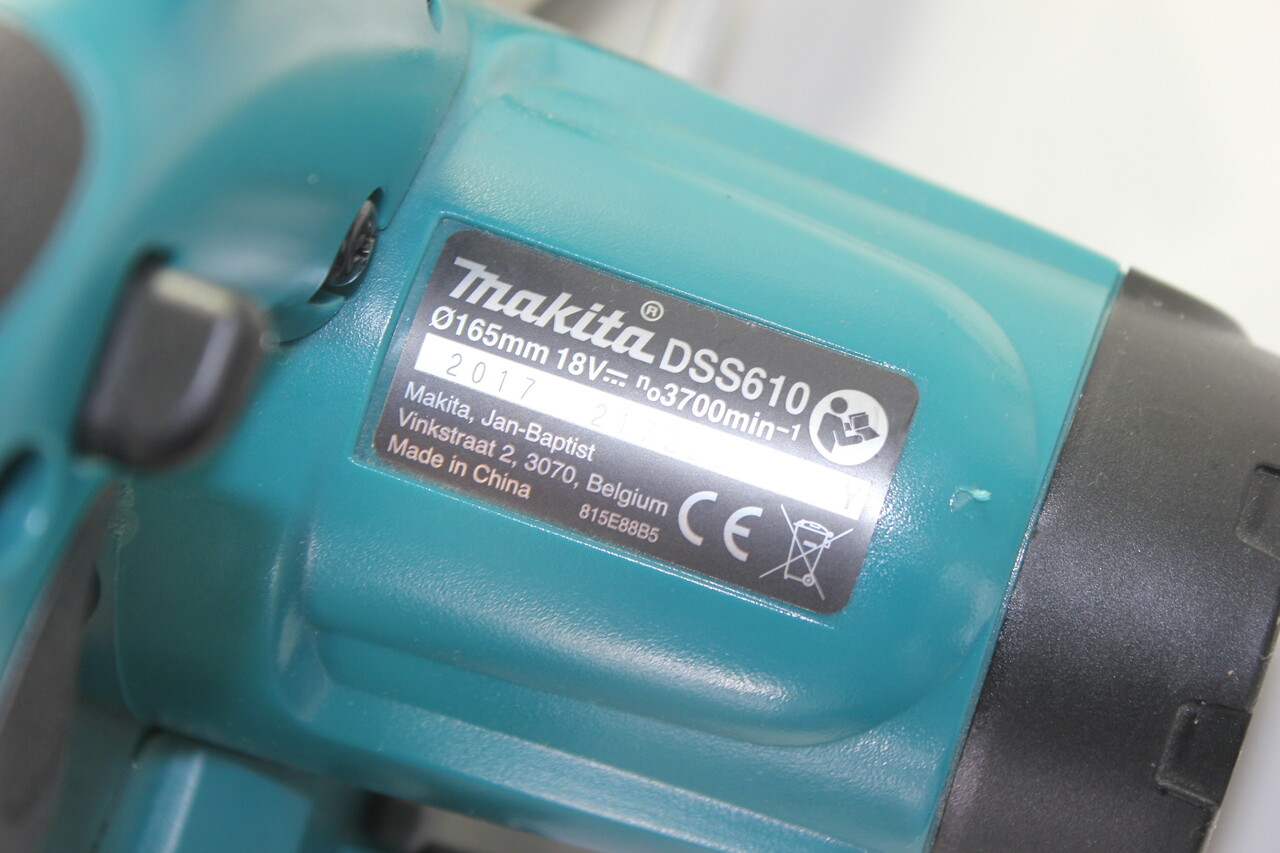 makita® DSS610
Ø165mm 18V⎓ n₀3700min⁻¹
2017
Y
Makita, Jan-Baptist
Vinkstraat 2, 3070, Belgium
Made in China
815E88B5
CE